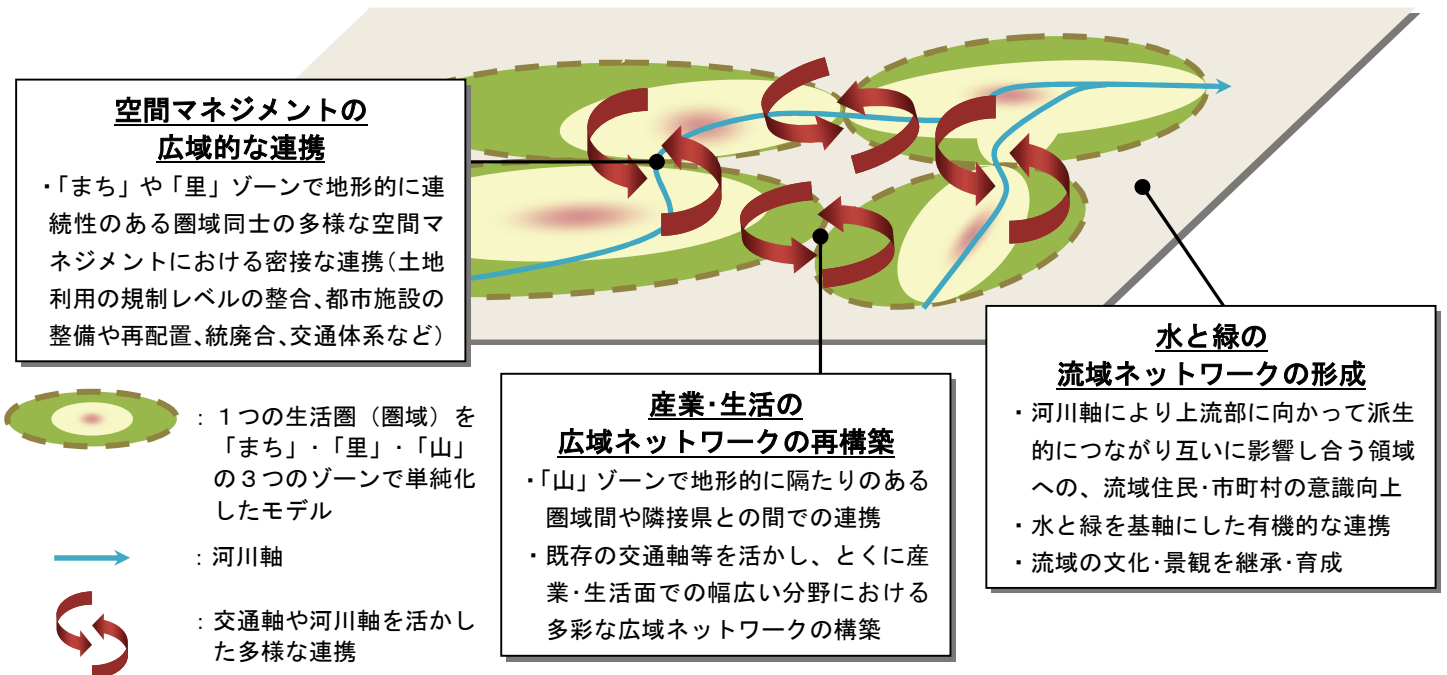 空間マネジメントの
広域的な連携
・「まち」や「里」ゾーンで地形的に連
続性のある圏域同士の多様な空間マ
ネジメントにおける密接な連携(土地
利用の規制レベルの整合、都市施設の
整備や再配置、統廃合、交通体系など)
:１つの生活圏（圏域）を
「まち」・「里」・「山」
の３つのゾーンで単純化
したモデル
:河川軸
:交通軸や河川軸を活かし
た多様な連携
産業・生活の
広域ネットワークの再構築
・「山」ゾーンで地形的に隔たりのある
圏域間や隣接県との間での連携
・既存の交通軸等を活かし、とくに産
業・生活面での幅広い分野における
多彩な広域ネットワークの構築
水と緑の
流域ネットワークの形成
・河川軸により上流部に向かって派生
的につながり互いに影響し合う領域
への、流域住民・市町村の意識向上
・水と緑を基軸にした有機的な連携
・流域の文化・景観を継承・育成